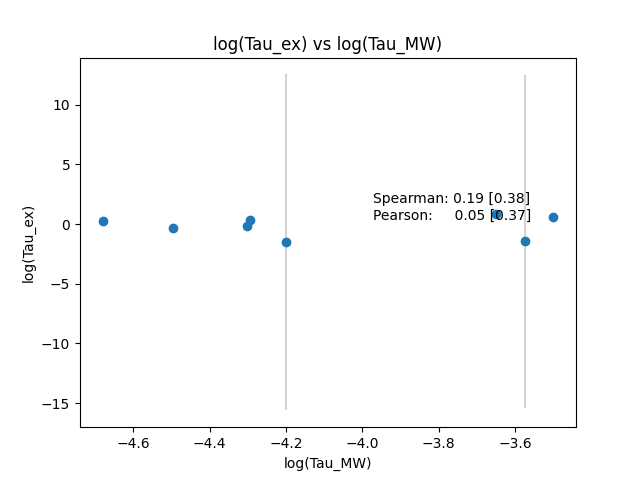 log(Tau_ex) vs log(Tau_MW)
10
5
0
−5
−10
−15
log(Tau_ex)
Spearman: 0.19 [0.38]
Pearson: 0.05 [0.37]
−4.6 −4.4 −4.2 −4.0 −3.8 −3.6
log(Tau_MW)